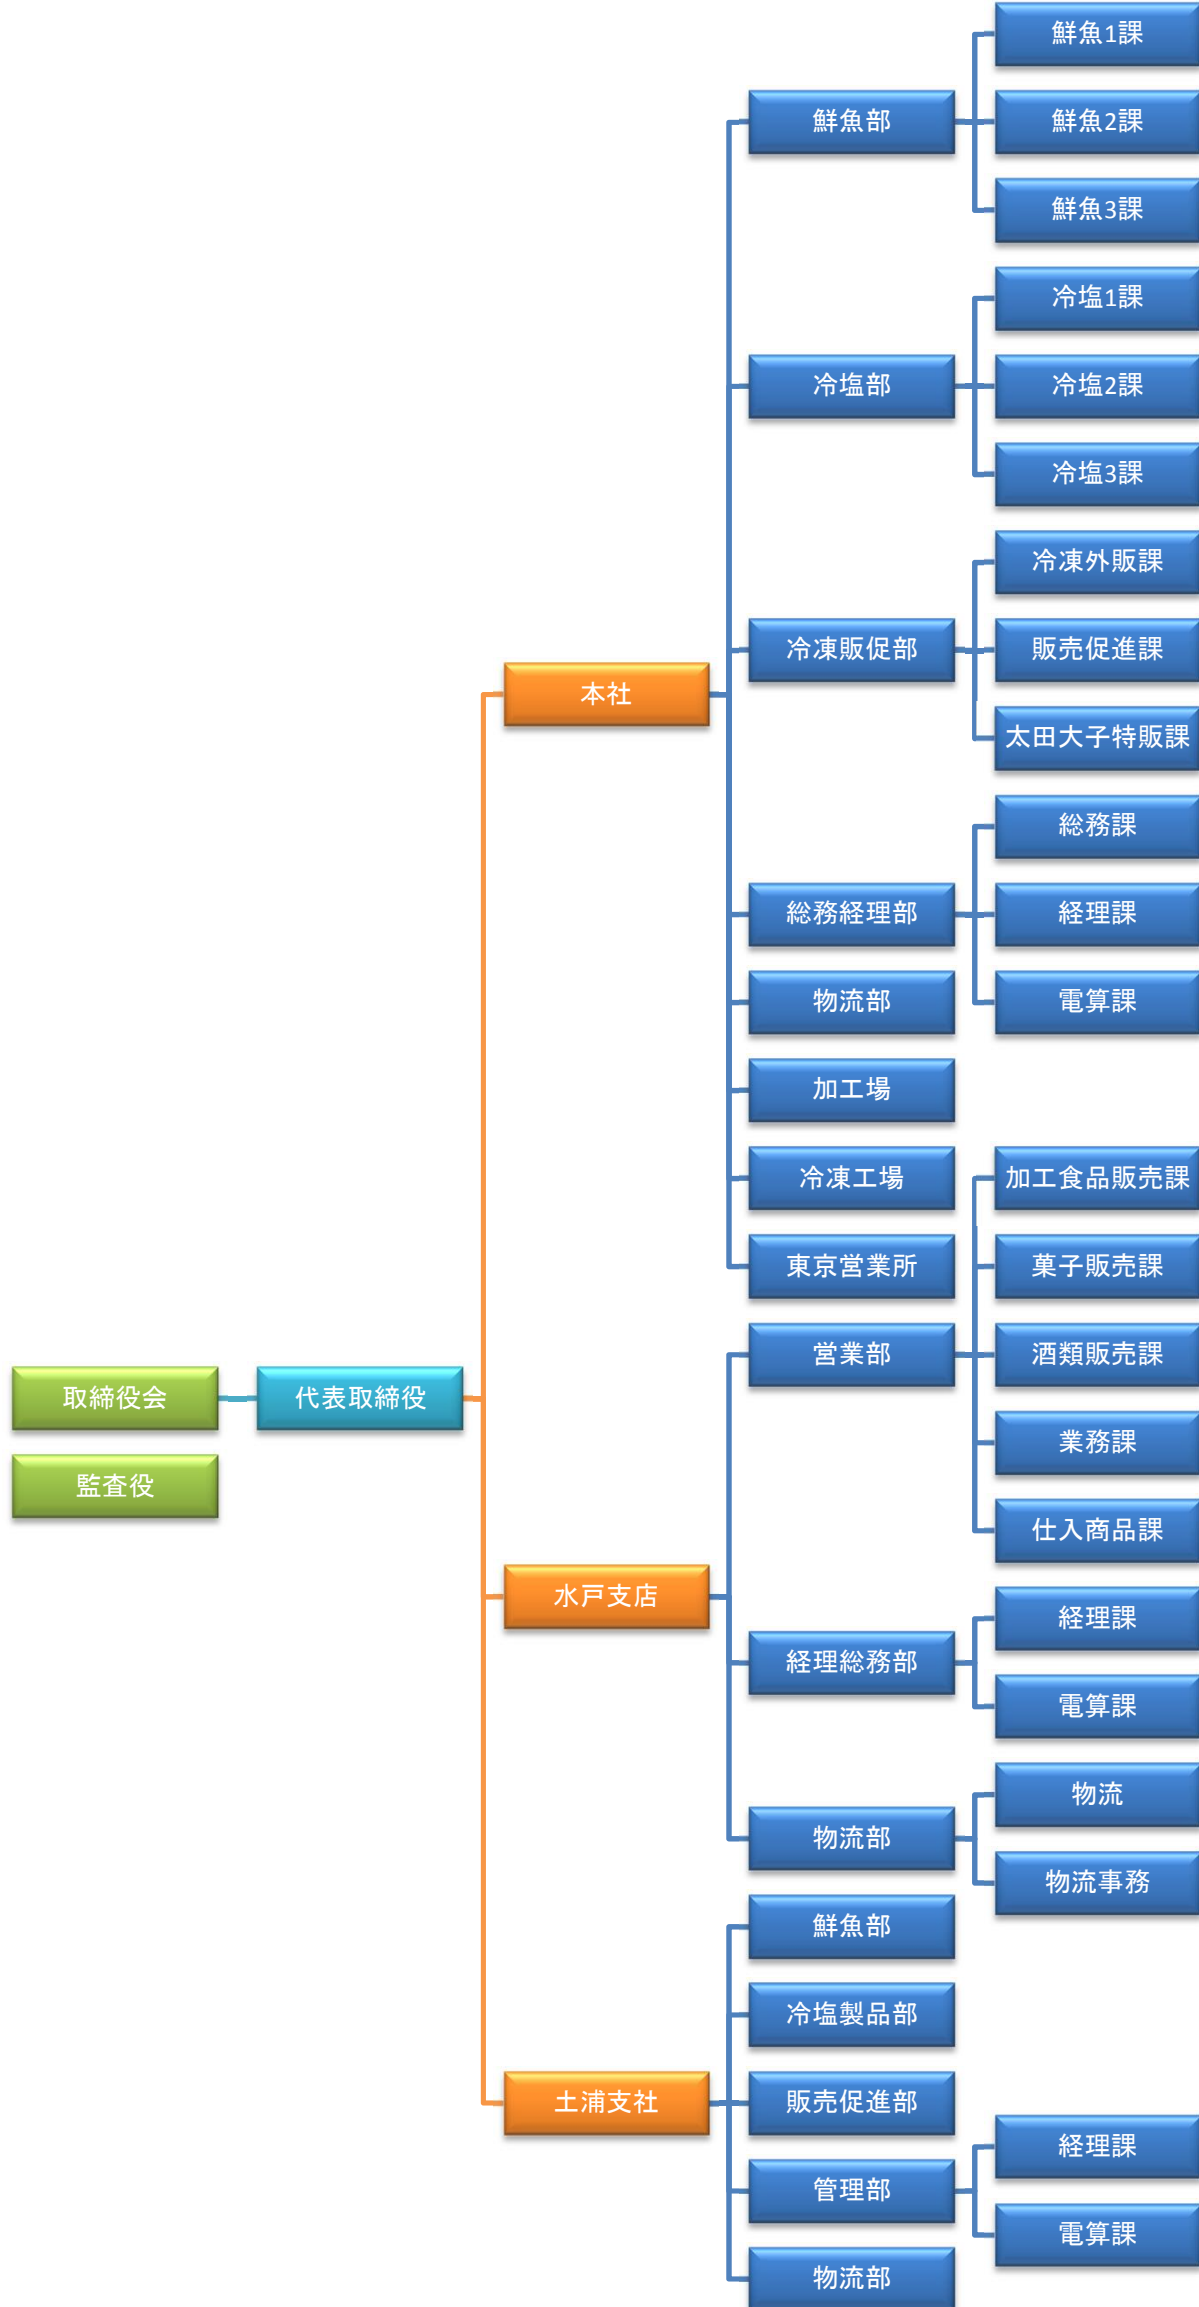 取締役会
監査役
代表取締役
本社
鮮魚部
鮮魚1課
鮮魚2課
鮮魚3課
冷塩部
冷塩1課
冷塩2課
冷塩3課
冷凍販促部
冷凍外販課
販売促進課
太田大子特販課
総務経理部
総務課
経理課
電算課
物流部
加工場
冷凍工場
東京営業所
水戸支店
営業部
加工食品販売課
菓子販売課
酒類販売課
業務課
仕入商品課
経理総務部
経理課
電算課
物流部
物流
物流事務
土浦支社
鮮魚部
冷塩製品部
販売促進部
管理部
経理課
電算課
物流部